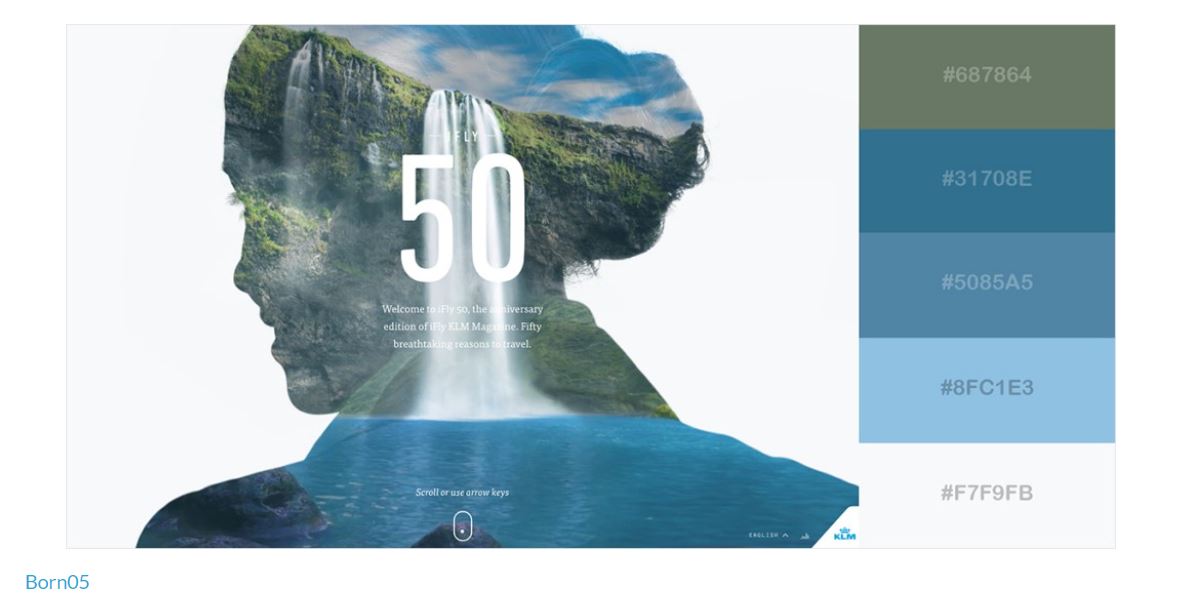 iFLY
50
Welcome to iFly 50, the anniversary
edition of iFly KLM Magazine. Fifty
breathtaking reasons to travel.
Scroll or use arrow keys
ENGLISH
KLM
#687864
#31708E
#5085A5
#8FC1E3
#F7F9FB
Born05